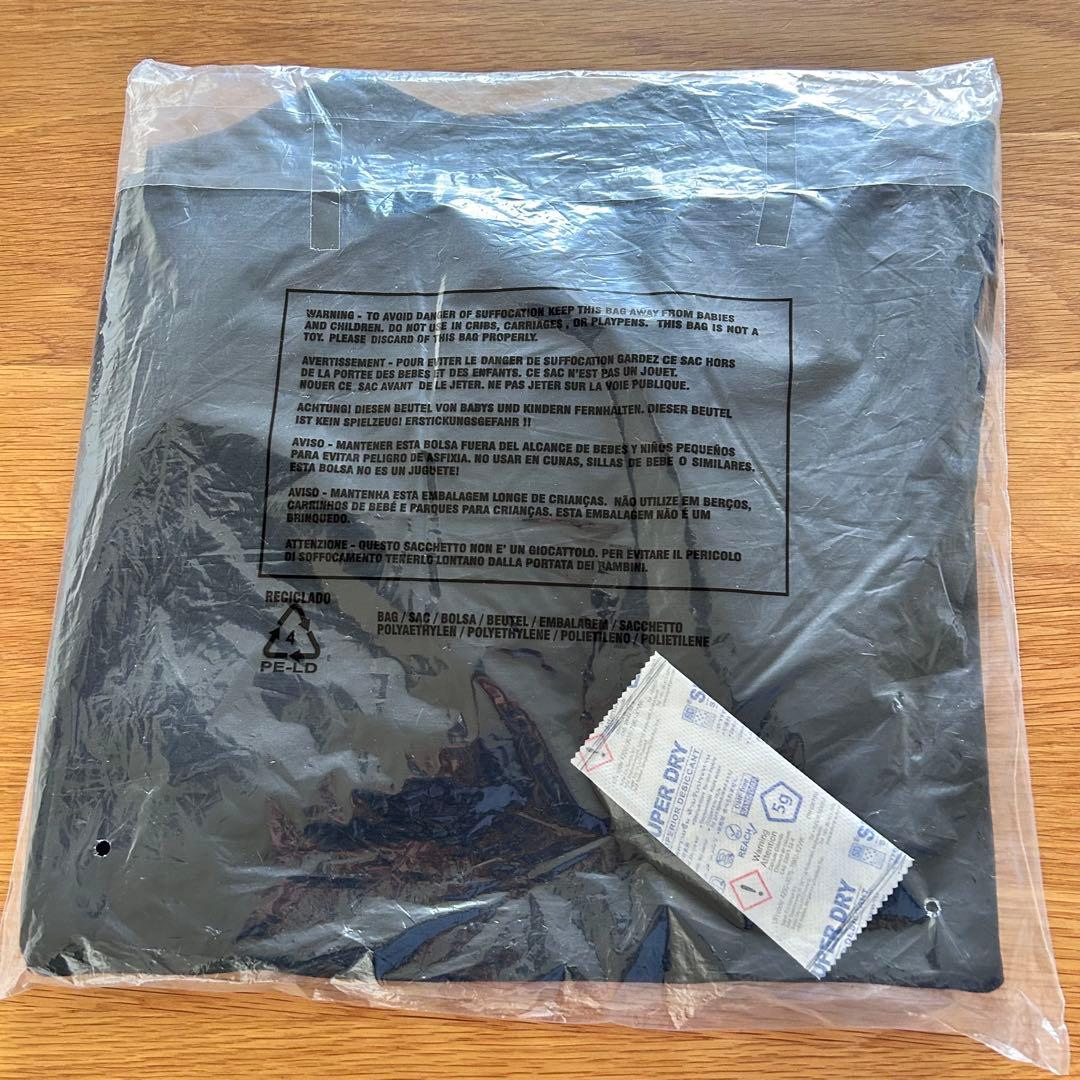 WARNING - TO AVOID DANGER OF SUFFOCATION KEEP THIS BAG AWAY FROM BABIES
AND CHILDREN. DO NOT USE IN CRIBS, CARRIAGES , OR PLAYPENS. THIS BAG IS NOT A
TOY. PLEASE DISCARD OF THIS BAG PROPERLY.
AVERTISSEMENT - POUR EVITER LE DANGER DE SUFFOCATION GARDEZ CE SAC HORS
DE LA PORTEE DES BEBES ET DES ENFANTS. CE SAC N'EST PAS UN JOUET.
NOUER CE SAC AVANT DE LE JETER. NE PAS JETER SUR LA VOIE PUBLIQUE.
ACHTUNG! DIESEN BEUTEL VON BABYS UND KINDERN FERNHALTEN. DIESER BEUTEL
IST KEIN SPIELZEUG! ERSTICKUNGSGEFAHR !!
AVISO - MANTENER ESTA BOLSA FUERA DEL ALCANCE DE BEBES Y NIÑOS PEQUEÑOS
PARA EVITAR PELIGRO DE ASFIXIA. NO USAR EN CUNAS, SILLAS DE BEBE O SIMILARES.
ESTA BOLSA NO ES UN JUGUETE!
AVISO - MANTENHA ESTA EMBALAGEM LONGE DE CRIANÇAS. NÃO UTILIZE EM BERÇOS,
CARRINHOS DE BEBÉ E PARQUES PARA CRIANÇAS. ESTA EMBALAGEM NÃO É UM
BRINQUEDO.
ATTENZIONE - QUESTO SACCHETTO NON E' UN GIOCATTOLO. PER EVITARE IL PERICOLO
DI SOFFOCAMENTO TENERLO LONTANO DALLA PORTATA DEI BAMBINI.
RECICLADO
4
PE-LD
BAG / SAC / BOLSA / BEUTEL / EMBALAGEM / SACCHETTO
POLYAETHYLEN / POLYETHYLENE / POLIETILENO / POLIETILENE
UPER DRY
PERIOR DESICCANT
REACH
5g
Warning
Attention
UPER DRY